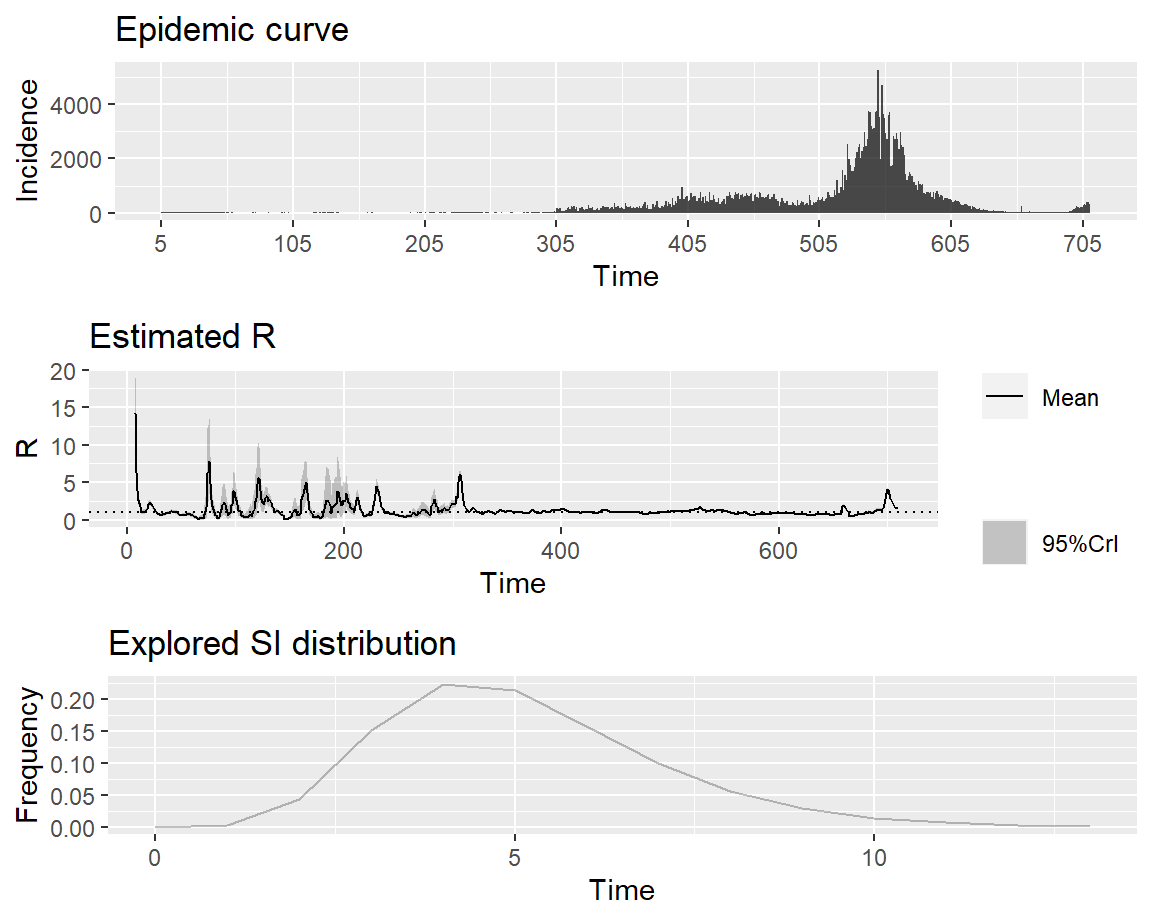 Epidemic curve
Incidence
4000
2000
0
5 105 205 305 405 505 605 705
Time
Estimated R
R
20
15
10
5
0
0 200 400 600
Time
Mean
95%CrI
Explored SI distribution
Frequency
0.20
0.15
0.10
0.05
0.00
0 5 10
Time